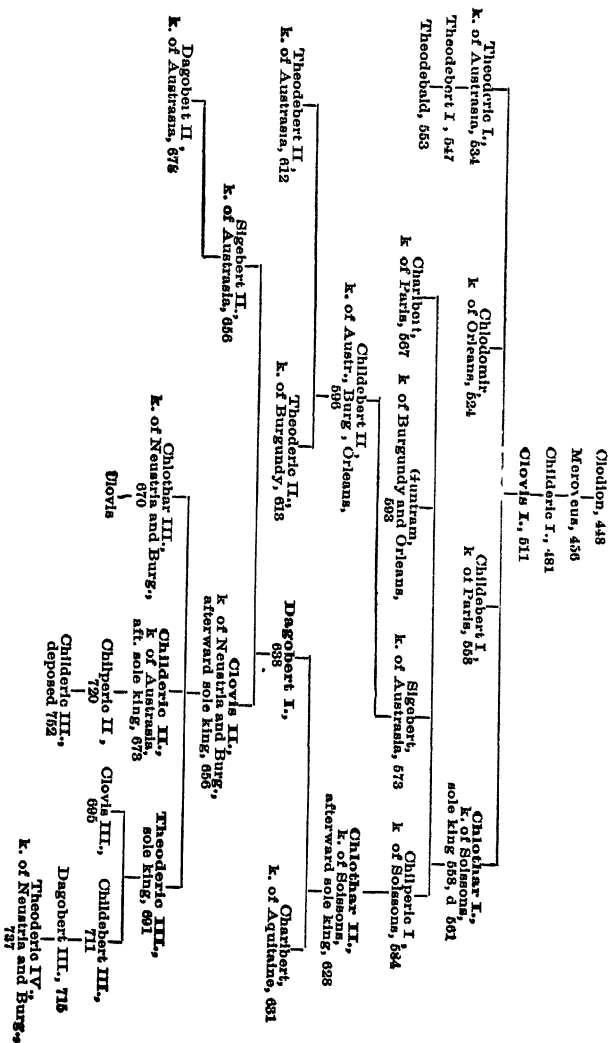 Clodion, 448
Meroveus, 456
Childeric I., 481
Clovis I., 511
Theoderic I.,
k. of Austrasia, 534
Theodebert I, 547
Theodebald, 553
Chlodomir,
k of Orleans, 524
Childebert I,
k of Paris, 558
Chlothar I.,
k. of Soissons,
sole king 558, d 561
Charibert,
k of Paris, 567
Guntram,
k of Burgundy and Orleans,
593
Sigebert,
k. of Austrasia, 573
Chilperic I,
k of Soissons, 584
Childebert II,
k. of Austr., Burg, Orleans,
596
Chlothar II.,
k. of Soissons,
afterward sole king, 628
Theodebert II,
k. of Austrasia, 612
Theoderic II.,
k. of Burgundy, 613
Dagobert I.,
638
Charibert,
k. of Aquitaine, 631
Sigebert II.,
k. of Austrasia, 656
Clovis II.,
k of Neustria and Burg.,
afterward sole king, 656
Dagobert II,
k. of Austrasia, 678
Chlothar III.,
k. of Neustria and Burg.,
670
Clovis
Childeric II.,
k of Austrasia,
aft. sole king, 673
Chilperic II,
720
Childeric III.,
deposed 752
Theoderic III.,
sole king, 691
Clovis III.,
695
Childebert III.,
711
Dagobert III., 715
Theoderic IV.,
k. of Neustria and Burg.,
737